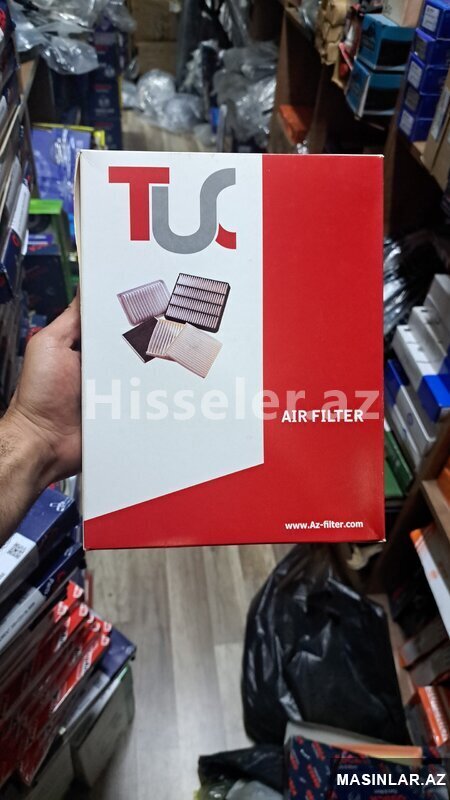 TUC
Hisseler.az
AIR FILTER
www.Az-filter.com
MASINLAR.AZ